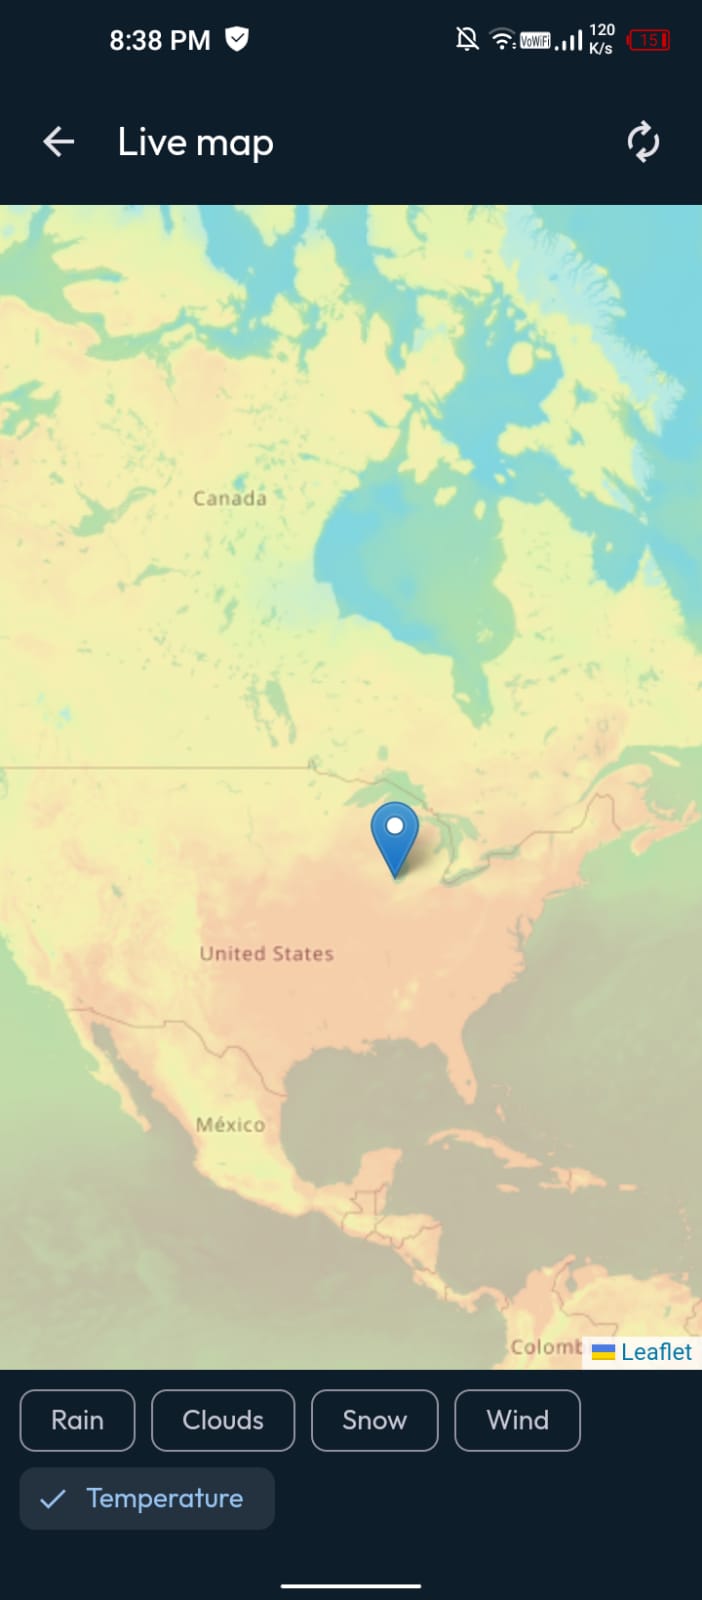 8:38 PM
VoWiFi
120
K/s
15
Live map
Canada
United States
México
Colomb
Leaflet
Rain
Clouds
Snow
Wind
Temperature